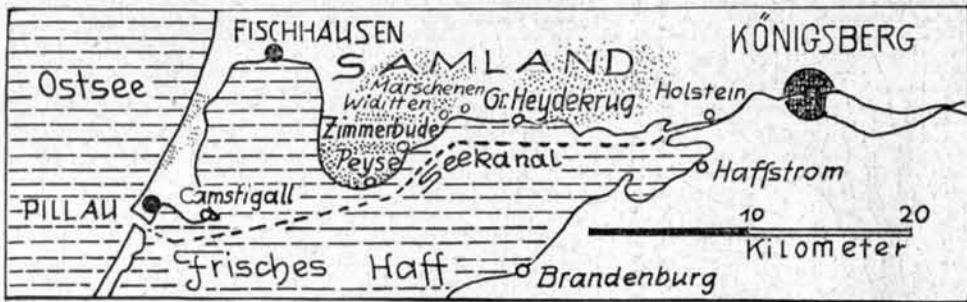 FISCHHAUSEN
KÖNIGSBERG
Ostsee
SAMLAND
Marschenen
Widitten
Gr. Heydekrug
Holstein
Zimmerbude
Peyse
eekanal
Haffstrom
Camstigall
PILLAU
10 20
Kilometer
Frisches Haff
Brandenburg